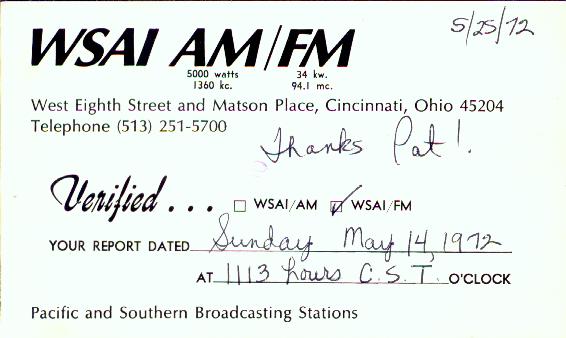 5/25/72
WSAI AM/FM
5000 watts 34 kw.
1360 kc. 94.1 mc.
West Eighth Street and Matson Place, Cincinnati, Ohio 45204
Telephone (513) 251-5700
Thanks Pat!
Verified... WSAI/AM WSAI/FM
YOUR REPORT DATED Sunday May 14, 1972
AT 1113 hours C.S.T. O'CLOCK
Pacific and Southern Broadcasting Stations